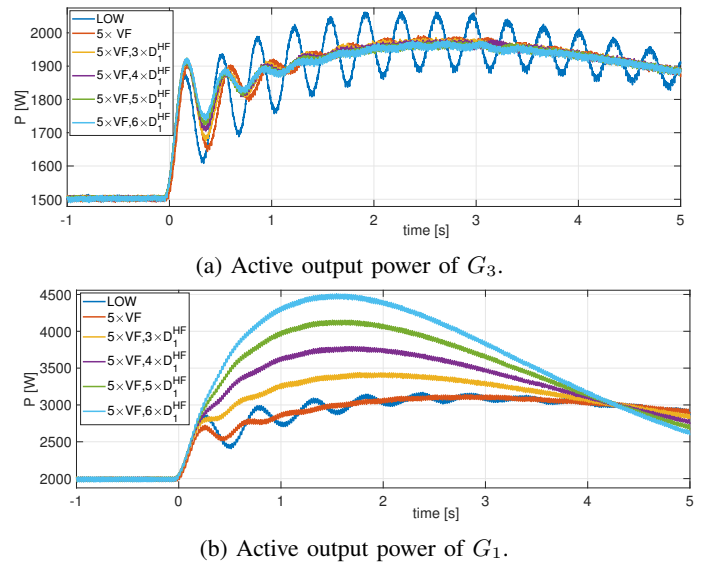 LOW
5× VF
5×VF,3×D₁ᴴᶠ
5×VF,4×D₁ᴴᶠ
5×VF,5×D₁ᴴᶠ
5×VF,6×D₁ᴴᶠ
P [W]
2000
1900
1800
1700
1600
1500
-1 0 1 2 3 4 5
time [s]
(a) Active output power of G₃.
LOW
5×VF
5×VF,3×D₁ᴴᶠ
5×VF,4×D₁ᴴᶠ
5×VF,5×D₁ᴴᶠ
5×VF,6×D₁ᴴᶠ
P [W]
4500
4000
3500
3000
2500
2000
-1 0 1 2 3 4 5
time [s]
(b) Active output power of G₁.